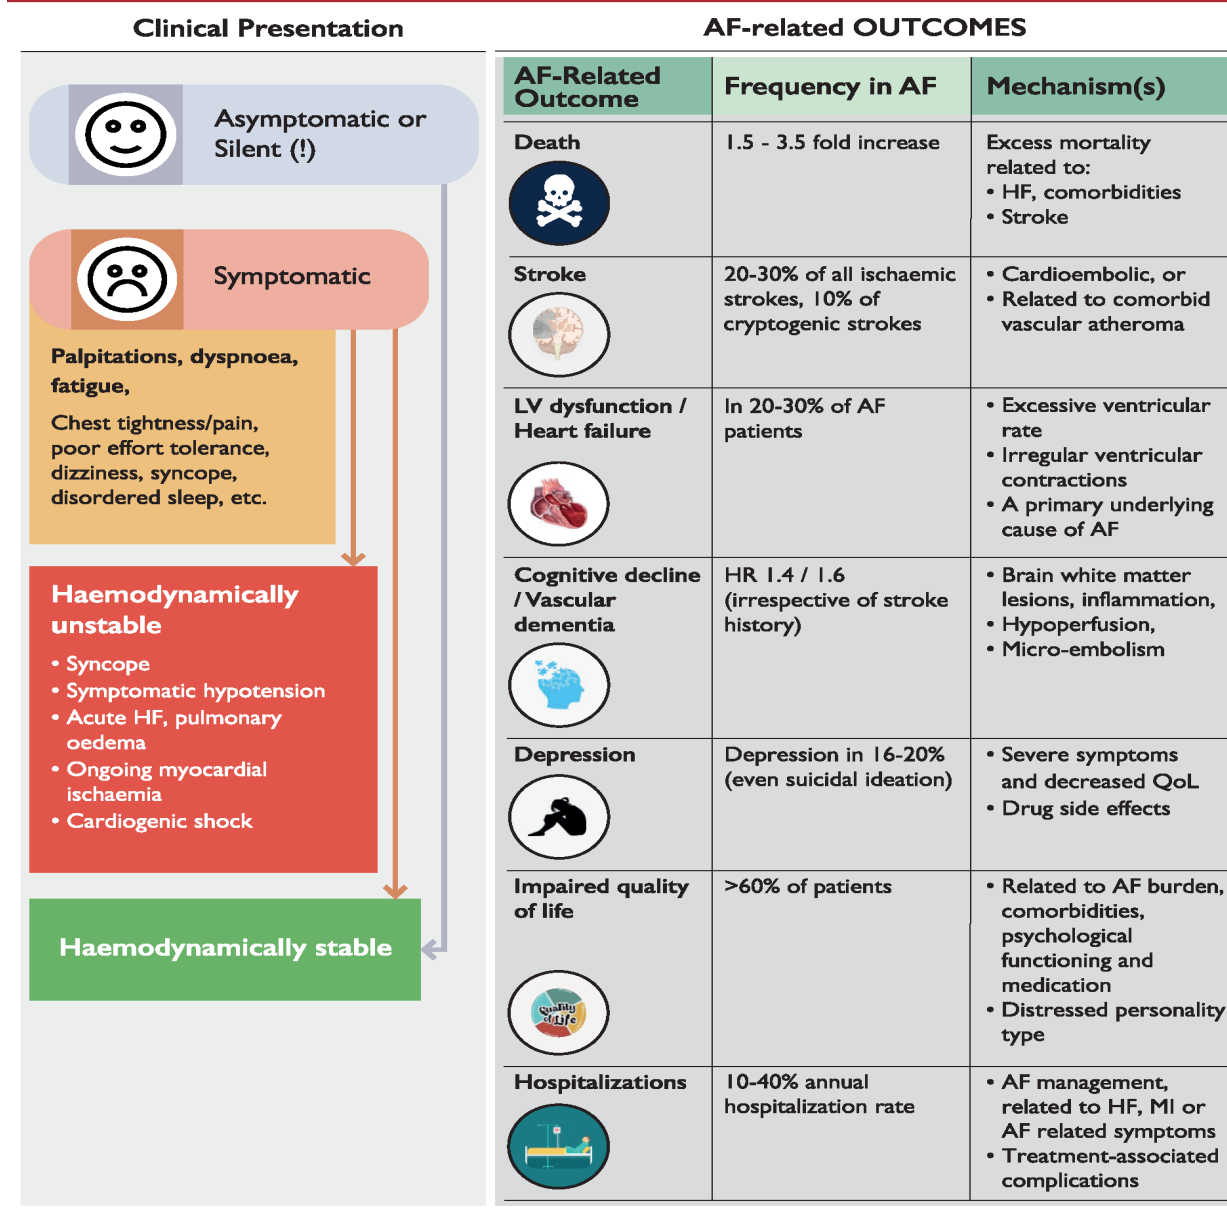 Clinical Presentation
Asymptomatic or
Silent (!)
Symptomatic
Palpitations, dyspnoea,
fatigue,
Chest tightness/pain,
poor effort tolerance,
dizziness, syncope,
disordered sleep, etc.
Haemodynamically
unstable
• Syncope
• Symptomatic hypotension
• Acute HF, pulmonary
oedema
• Ongoing myocardial
ischaemia
• Cardiogenic shock
Haemodynamically stable
AF-related OUTCOMES
AF-Related
Outcome
Frequency in AF
Mechanism(s)
Death
1.5 - 3.5 fold increase
Excess mortality
related to:
• HF, comorbidities
• Stroke
Stroke
20-30% of all ischaemic
strokes, 10% of
cryptogenic strokes
• Cardioembolic, or
• Related to comorbid
vascular atheroma
LV dysfunction /
Heart failure
In 20-30% of AF
patients
• Excessive ventricular
rate
• Irregular ventricular
contractions
• A primary underlying
cause of AF
Cognitive decline
/ Vascular
dementia
HR 1.4 / 1.6
(irrespective of stroke
history)
• Brain white matter
lesions, inflammation,
• Hypoperfusion,
• Micro-embolism
Depression
Depression in 16-20%
(even suicidal ideation)
• Severe symptoms
and decreased QoL
• Drug side effects
Impaired quality
of life
Quality
of Life
>60% of patients
• Related to AF burden,
comorbidities,
psychological
functioning and
medication
• Distressed personality
type
Hospitalizations
10-40% annual
hospitalization rate
• AF management,
related to HF, MI or
AF related symptoms
• Treatment-associated
complications